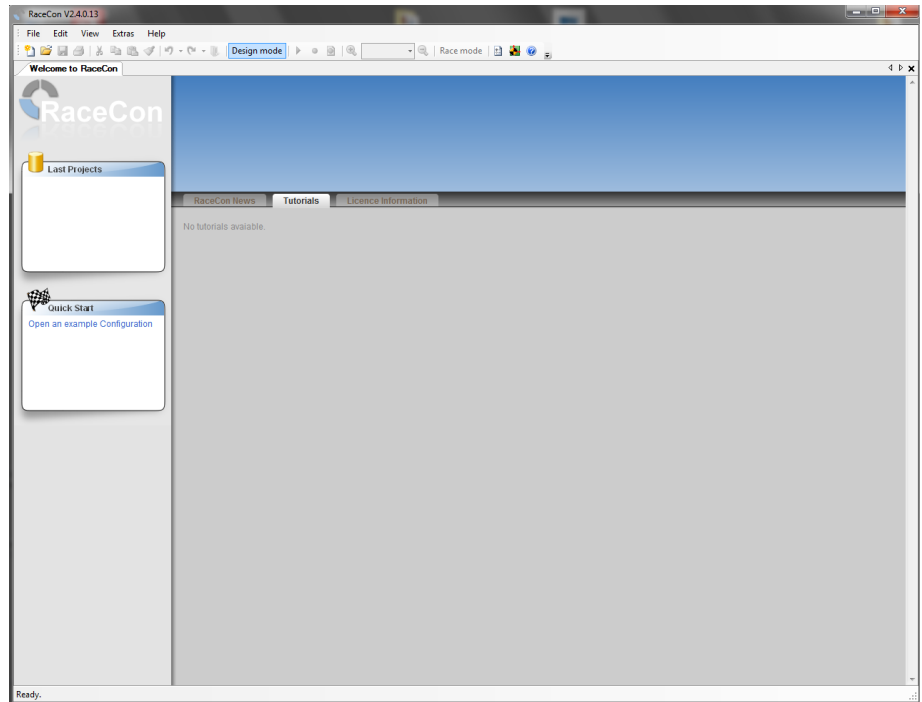 RaceCon V2.4.0.13
File Edit View Extras Help
Design mode Race mode
Welcome to RaceCon
RaceCon
Last Projects
RaceCon News Tutorials Licence Information
No tutorials avaiable.
Quick Start
Open an example Configuration
Ready.